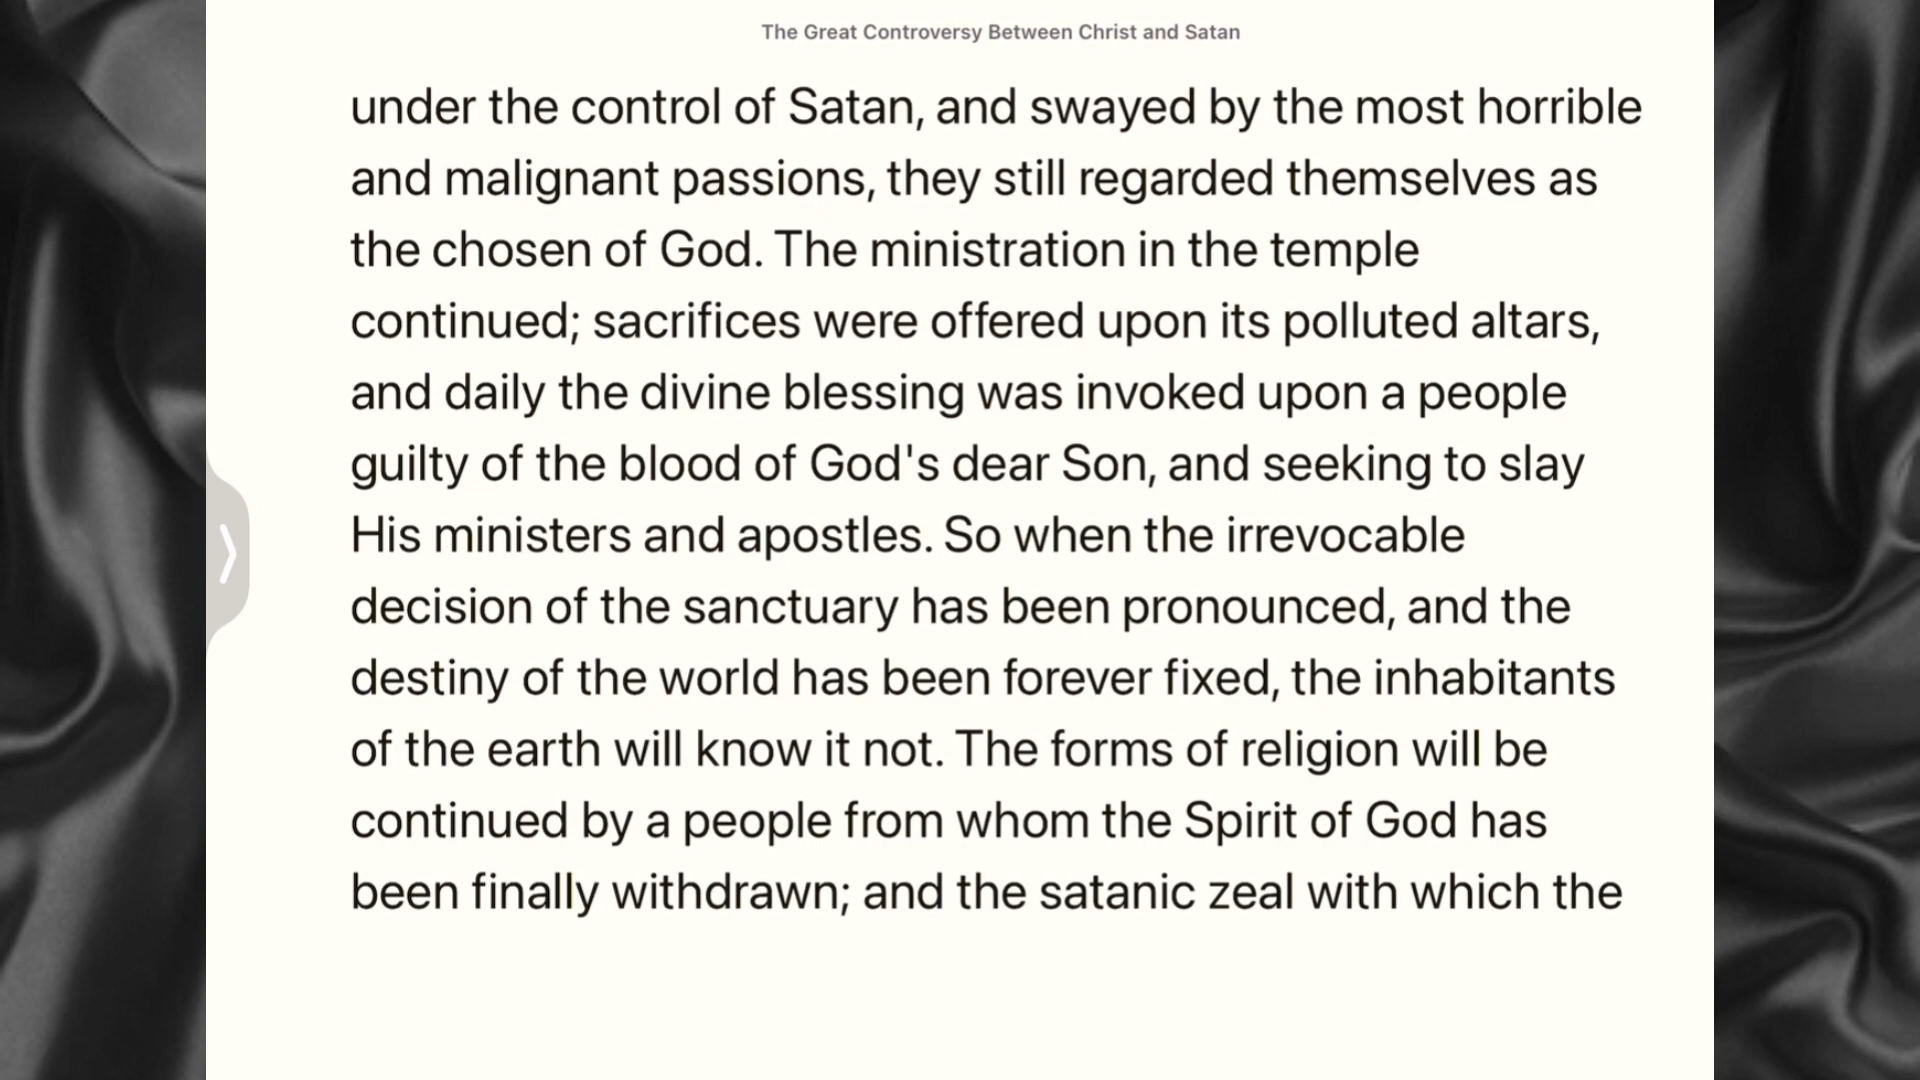 The Great Controversy Between Christ and Satan
under the control of Satan, and swayed by the most horrible
and malignant passions, they still regarded themselves as
the chosen of God. The ministration in the temple
continued; sacrifices were offered upon its polluted altars,
and daily the divine blessing was invoked upon a people
guilty of the blood of God's dear Son, and seeking to slay
His ministers and apostles. So when the irrevocable
decision of the sanctuary has been pronounced, and the
destiny of the world has been forever fixed, the inhabitants
of the earth will know it not. The forms of religion will be
continued by a people from whom the Spirit of God has
been finally withdrawn; and the satanic zeal with which the